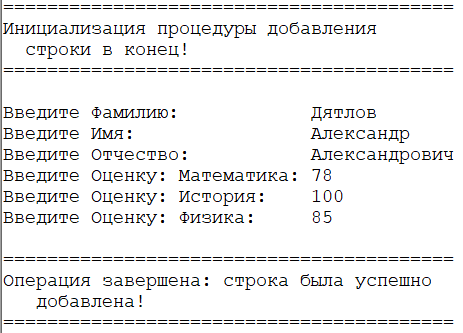 =========================================
Инициализация процедуры добавления
  строки в конец!
=========================================

Введите Фамилию:            Дятлов
Введите Имя:                Александр
Введите Отчество:           Александрович
Введите Оценку: Математика: 78
Введите Оценку: История:    100
Введите Оценку: Физика:     85

=========================================
Операция завершена: строка была успешно
   добавлена!
=========================================